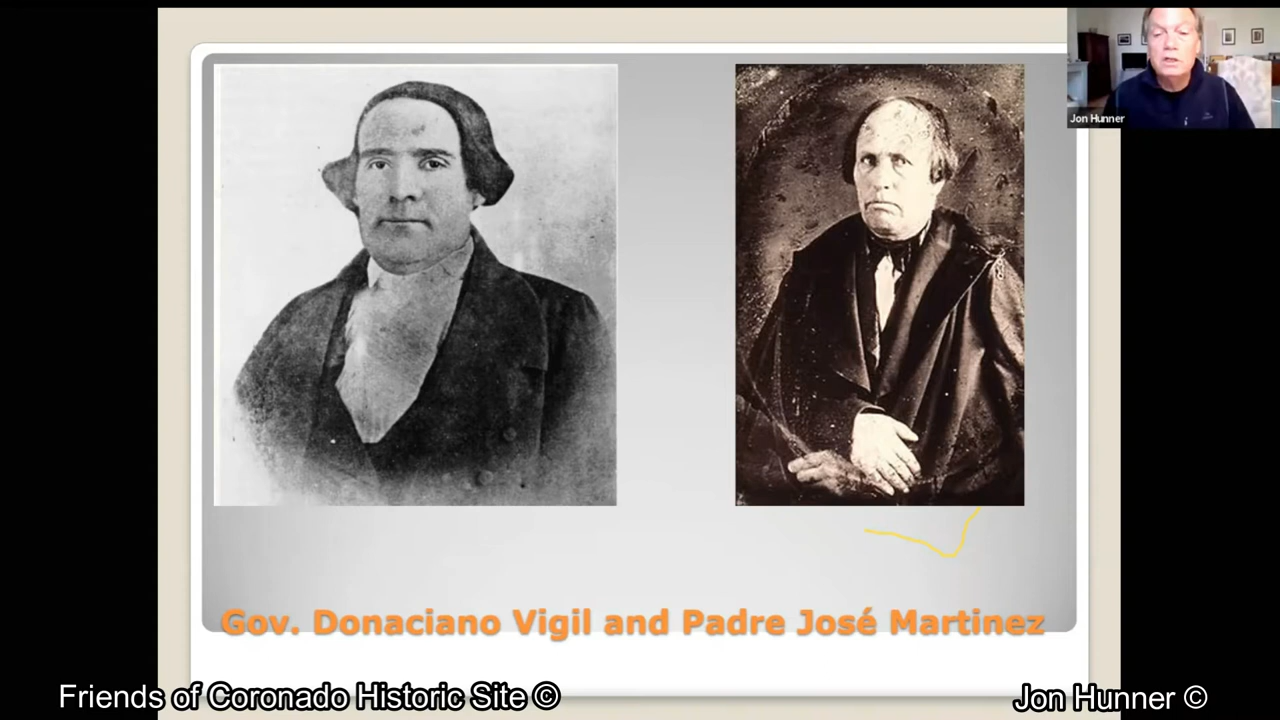 Jon Hunner
Gov. Donaciano Vigil and Padre José Martinez
Friends of Coronado Historic Site ©
Jon Hunner ©